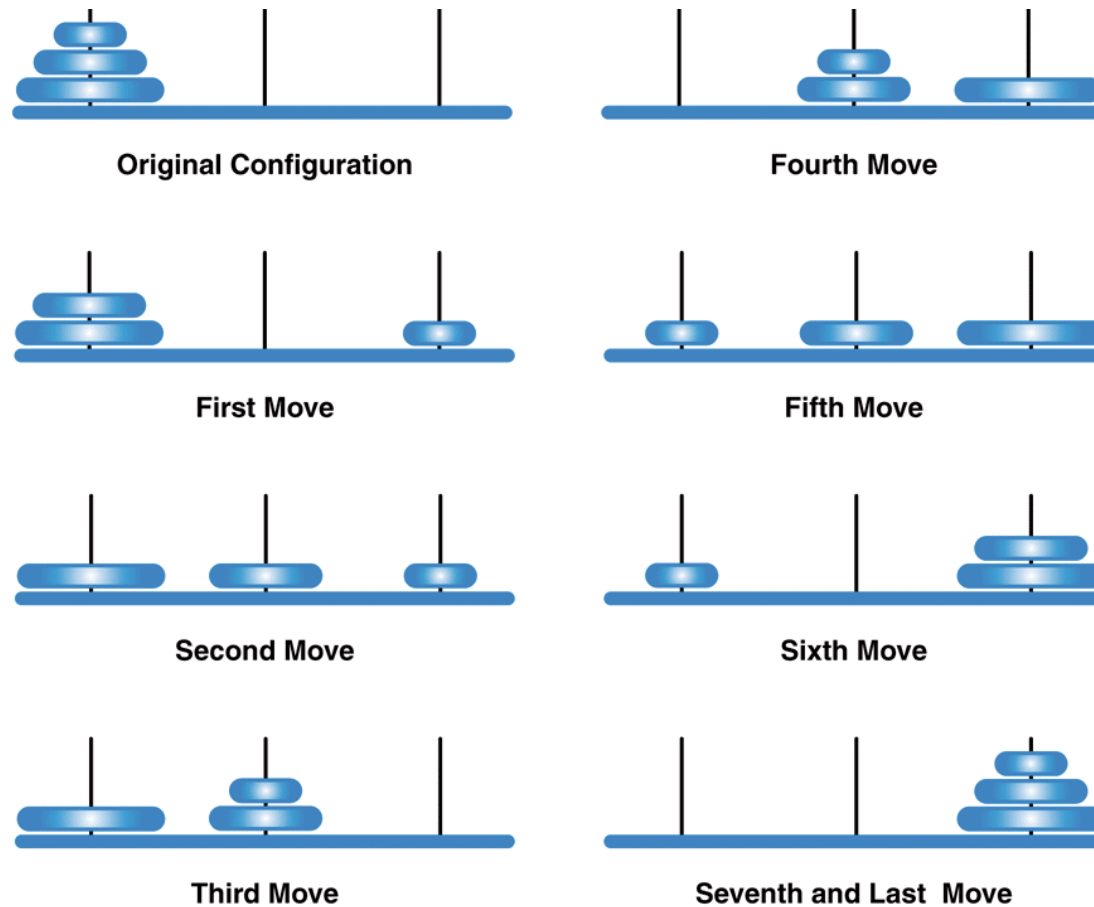 Original Configuration
First Move
Second Move
Third Move
Fourth Move
Fifth Move
Sixth Move
Seventh and Last Move